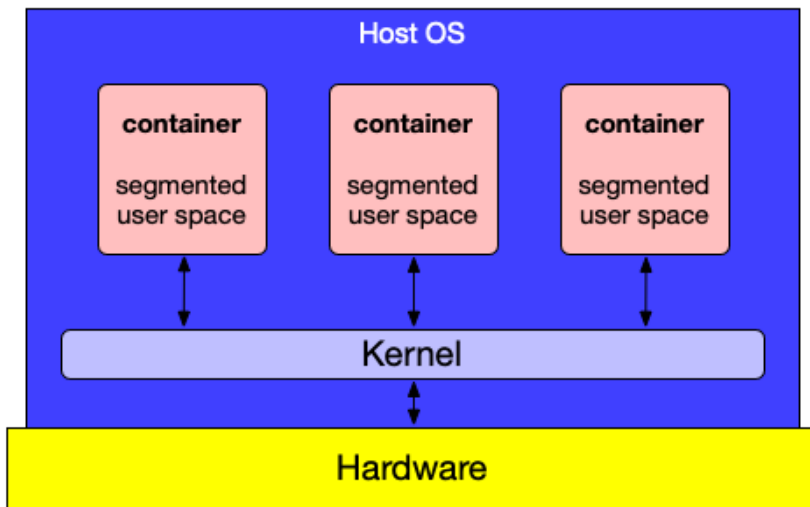 Host OS
container
segmented
user space
container
segmented
user space
container
segmented
user space
Kernel
Hardware